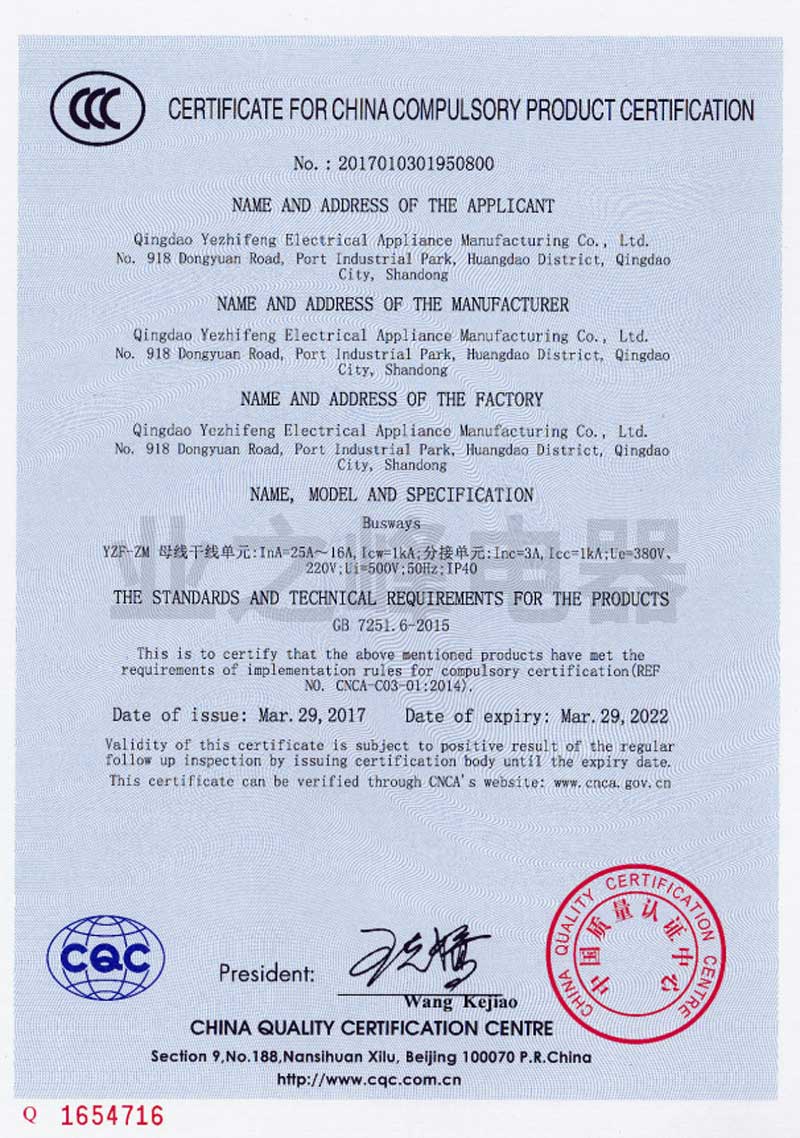 CCC
CERTIFICATE FOR CHINA COMPULSORY PRODUCT CERTIFICATION
No. : 2017010301950800
NAME AND ADDRESS OF THE APPLICANT
Qingdao Yezhifeng Electrical Appliance Manufacturing Co., Ltd.
No. 918 Dongyuan Road, Port Industrial Park, Huangdao District, Qingdao
City, Shandong
NAME AND ADDRESS OF THE MANUFACTURER
Qingdao Yezhifeng Electrical Appliance Manufacturing Co., Ltd.
No. 918 Dongyuan Road, Port Industrial Park, Huangdao District, Qingdao
City, Shandong
NAME AND ADDRESS OF THE FACTORY
Qingdao Yezhifeng Electrical Appliance Manufacturing Co., Ltd.
No. 918 Dongyuan Road, Port Industrial Park, Huangdao District, Qingdao
City, Shandong
NAME, MODEL AND SPECIFICATION
Busways
业之峰电器
YZF-ZM 母线干线单元:InA=25A～16A, Icw=1kA;分接单元:Inc=3A, Icc=1kA;Ue=380V、
220V;Ui=500V;50Hz;IP40
THE STANDARDS AND TECHNICAL REQUIREMENTS FOR THE PRODUCTS
GB 7251.6-2015
This is to certify that the above mentioned products have met the
requirements of implementation rules for compulsory certification(REF
NO. CNCA-C03-01:2014).
Date of issue: Mar. 29, 2017 Date of expiry: Mar. 29, 2022
Validity of this certificate is subject to positive result of the regular
follow up inspection by issuing certification body until the expiry date.
This certificate can be verified through CNCA's website: www.cnca.gov.cn
CQC
President:
王克娇
Wang Kejiao
CHINA QUALITY CERTIFICATION CENTRE
中国质量认证中心
CHINA QUALITY CERTIFICATION CENTRE
Section 9,No.188,Nansihuan Xilu, Beijing 100070 P.R.China
http://www.cqc.com.cn
Q 1654716